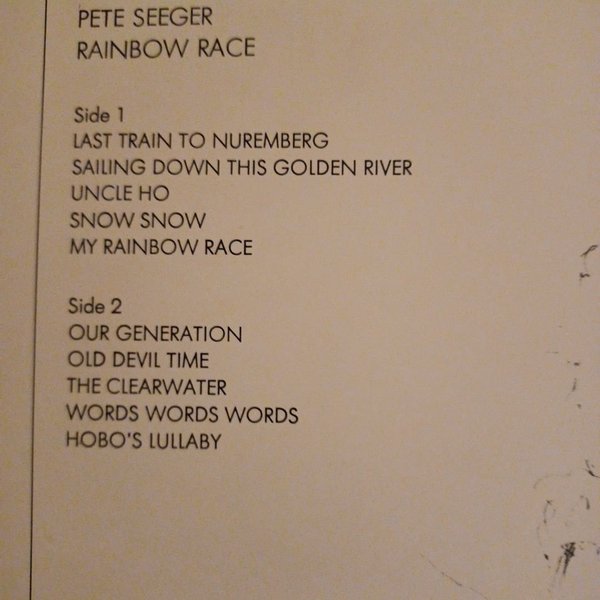 PETE SEEGER
RAINBOW RACE
Side 1
LAST TRAIN TO NUREMBERG
SAILING DOWN THIS GOLDEN RIVER
UNCLE HO
SNOW SNOW
MY RAINBOW RACE
Side 2
OUR GENERATION
OLD DEVIL TIME
THE CLEARWATER
WORDS WORDS WORDS
HOBO'S LULLABY